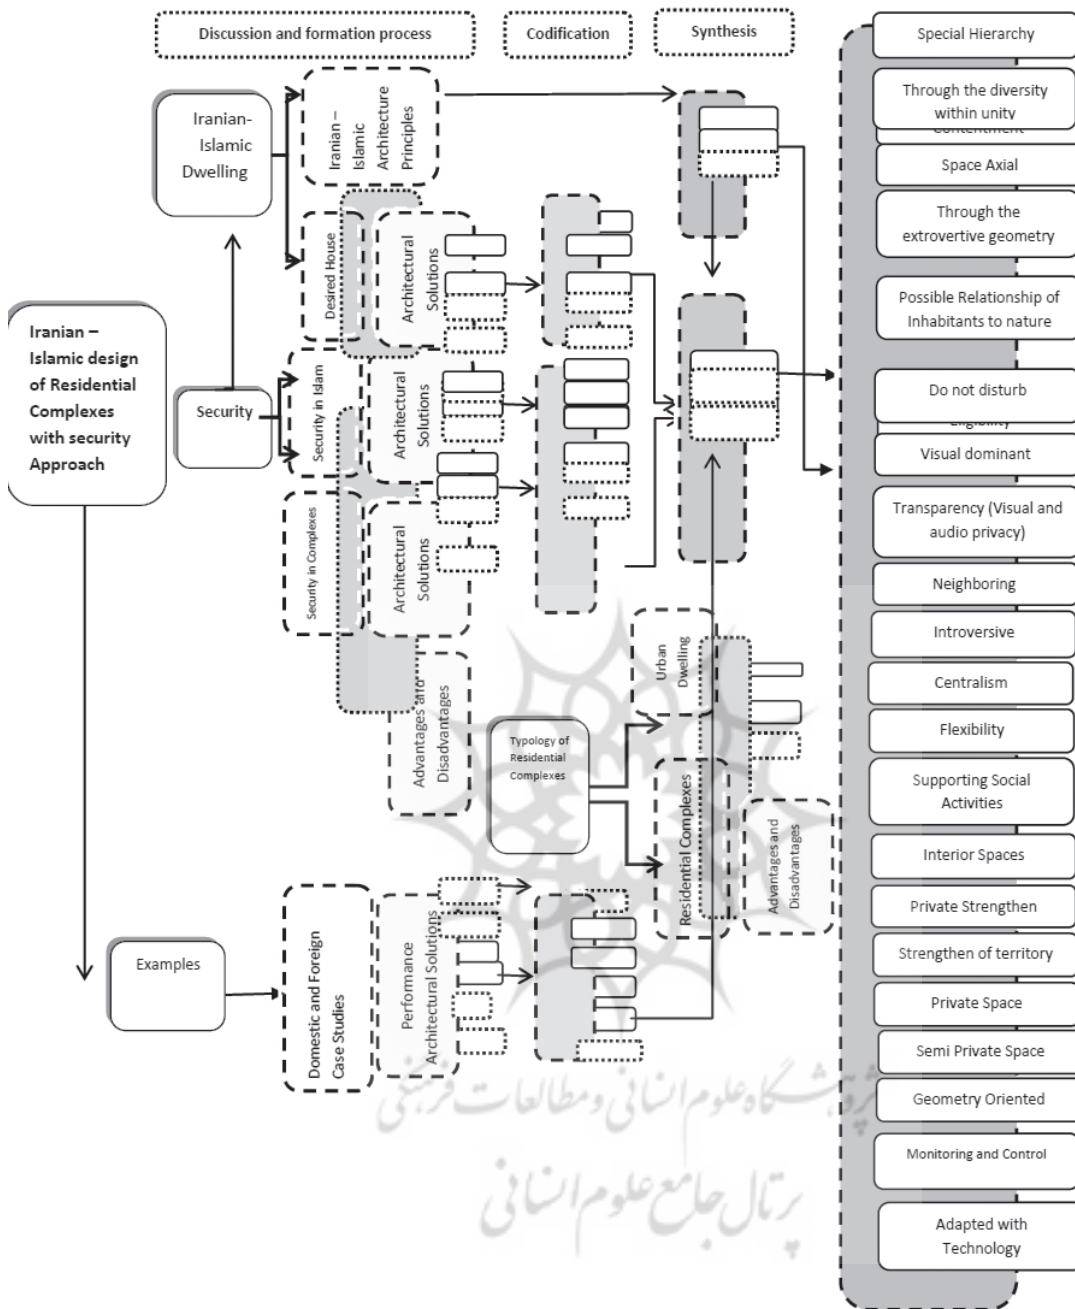 Discussion and formation process
Codification
Synthesis
Iranian-
Islamic
Dwelling
Iranian –
Islamic
Architecture
Principles
Desired House
Architectural
Solutions
Iranian –
Islamic design
of Residential
Complexes
with security
Approach
Security
Security in Islam
Architectural
Solutions
Security in Complexes
Architectural
Solutions
Advantages and
Disadvantages
Typology of
Residential
Complexes
Urban
Dwelling
Residential Complexes
Advantages and
Disadvantages
Examples
Domestic and Foreign
Case Studies
Performance
Architectural Solutions
Special Hierarchy
Through the diversity
within unity
Contentment
Space Axial
Through the
extrovertive geometry
Possible Relationship of
Inhabitants to nature
Do not disturb
Eligibility
Visual dominant
Transparency (Visual and
audio privacy)
Neighboring
Introversive
Centralism
Flexibility
Supporting Social
Activities
Interior Spaces
Private Strengthen
Strengthen of territory
Private Space
Semi Private Space
Geometry Oriented
Monitoring and Control
Adapted with
Technology
پژوهشگاه علوم انسانی و مطالعات فرهنگی
پرتال جامع علوم انسانی